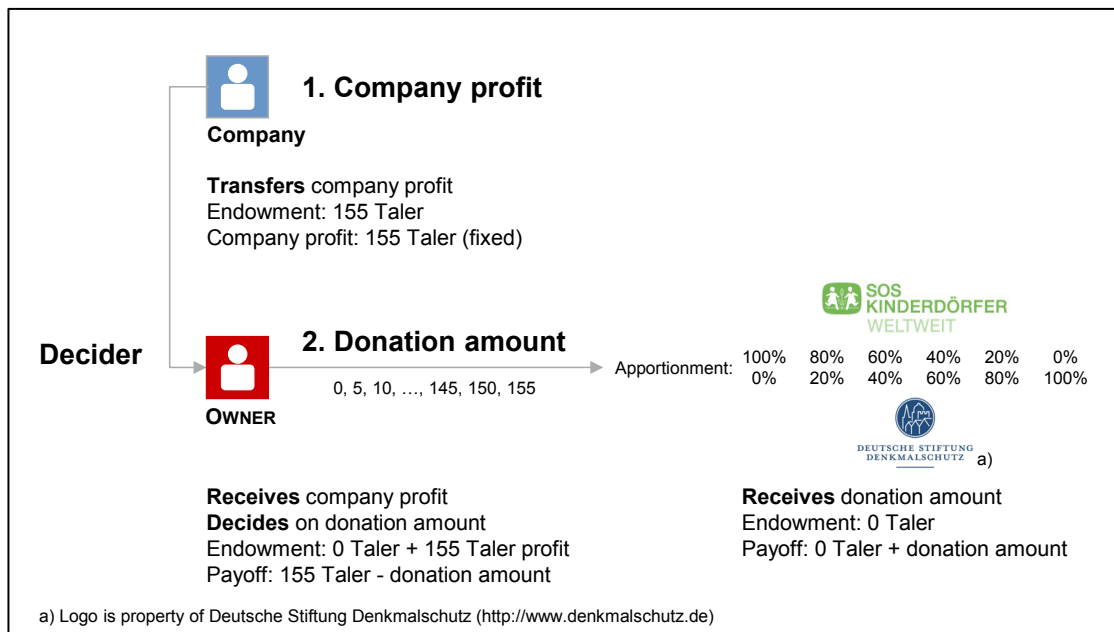 1. Company profit
Company
Transfers company profit
Endowment: 155 Taler
Company profit: 155 Taler (fixed)
SOS
KINDERDÖRFER
WELTWEIT
Decider
2. Donation amount
0, 5, 10, …, 145, 150, 155
OWNER
Apportionment:
100% 80% 60% 40% 20% 0%
0% 20% 40% 60% 80% 100%
DEUTSCHE STIFTUNG
DENKMALSCHUTZ a)
Receives company profit
Decides on donation amount
Endowment: 0 Taler + 155 Taler profit
Payoff: 155 Taler - donation amount
Receives donation amount
Endowment: 0 Taler
Payoff: 0 Taler + donation amount
a) Logo is property of Deutsche Stiftung Denkmalschutz (http://www.denkmalschutz.de)